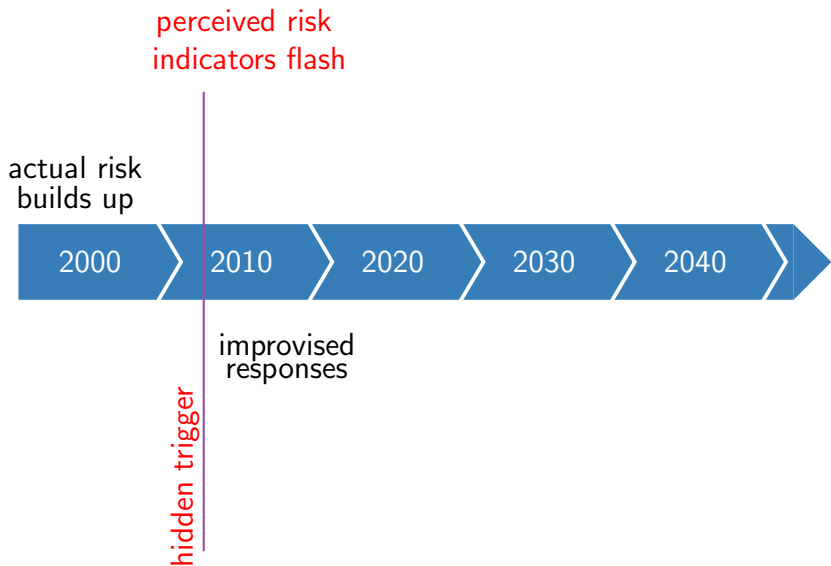 perceived risk
indicators flash
actual risk
builds up
2000
2010
2020
2030
2040
improvised
responses
hidden trigger